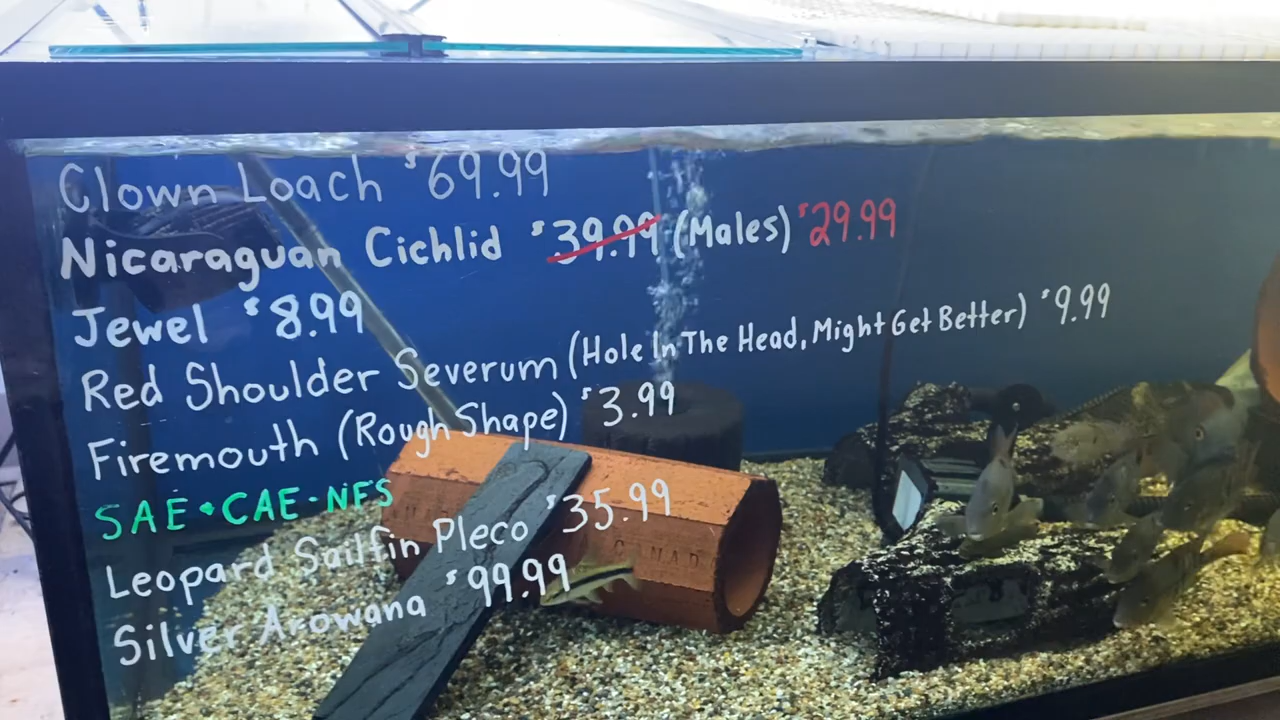 Clown Loach $69.99
Nicaraguan Cichlid $39.99 (Males) $29.99
Jewel $8.99
Red Shoulder Severum (Hole In The Head, Might Get Better) $9.99
Firemouth (Rough Shape) $3.99
SAE • CAE - NFS
Leopard Sailfin Pleco $35.99
Silver Arowana $99.99